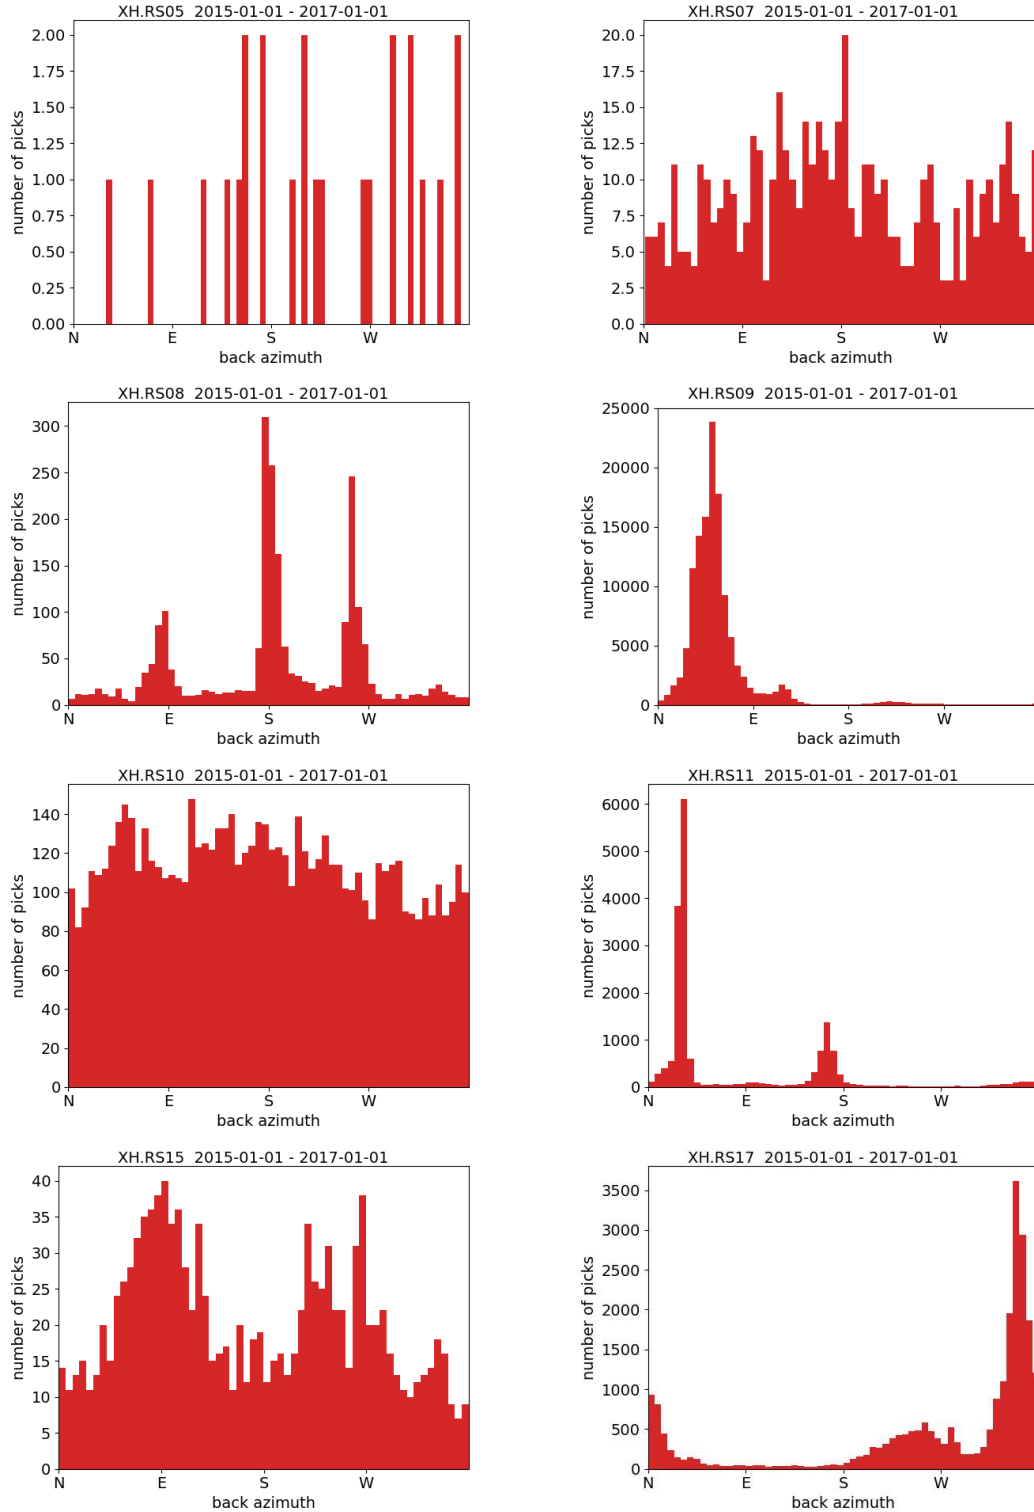 XH.RS05 2015-01-01 - 2017-01-01
2.00
1.75
1.50
1.25
1.00
0.75
0.50
0.25
0.00
number of picks
N E S W
back azimuth
XH.RS07 2015-01-01 - 2017-01-01
20.0
17.5
15.0
12.5
10.0
7.5
5.0
2.5
0.0
number of picks
N E S W
back azimuth
XH.RS08 2015-01-01 - 2017-01-01
300
250
200
150
100
50
0
number of picks
N E S W
back azimuth
XH.RS09 2015-01-01 - 2017-01-01
25000
20000
15000
10000
5000
0
number of picks
N E S W
back azimuth
XH.RS10 2015-01-01 - 2017-01-01
140
120
100
80
60
40
20
0
number of picks
N E S W
back azimuth
XH.RS11 2015-01-01 - 2017-01-01
6000
5000
4000
3000
2000
1000
0
number of picks
N E S W
back azimuth
XH.RS15 2015-01-01 - 2017-01-01
40
35
30
25
20
15
10
5
0
number of picks
N E S W
back azimuth
XH.RS17 2015-01-01 - 2017-01-01
3500
3000
2500
2000
1500
1000
500
0
number of picks
N E S W
back azimuth